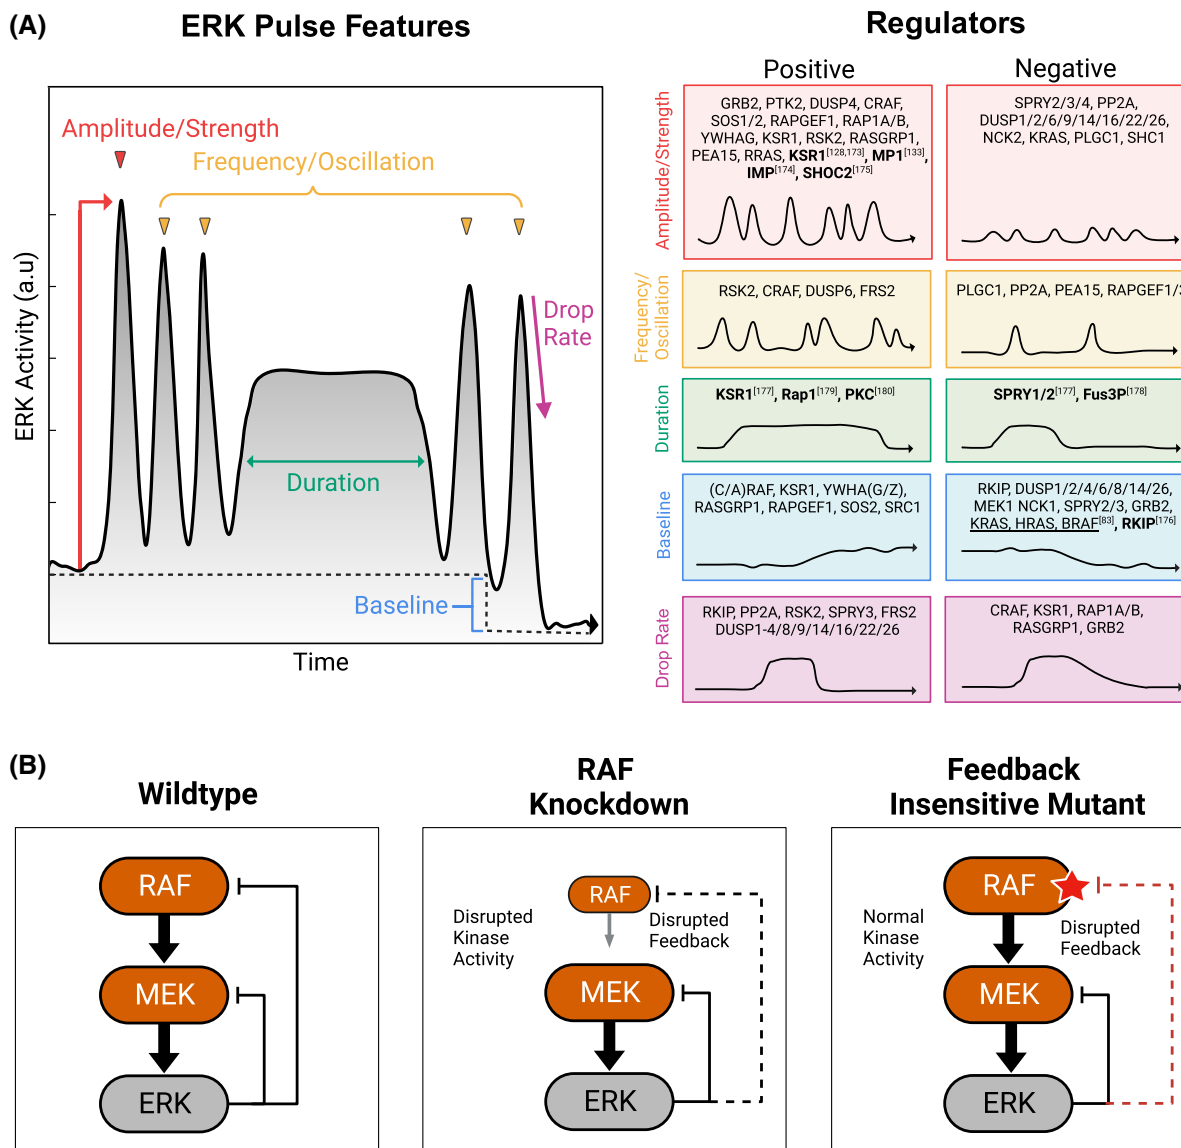 (A)
ERK Pulse Features
Regulators
Positive
Negative
Amplitude/Strength
Frequency/Oscillation
Drop
Rate
Duration
Baseline
ERK Activity (a.u)
Time
Amplitude/Strength
GRB2, PTK2, DUSP4, CRAF,
SOS1/2, RAPGEF1, RAP1A/B,
YWHAG, KSR1, RSK2, RASGRP1,
PEA15, RRAS, KSR1[128,173], MP1[133],
IMP[174], SHOC2[175]
SPRY2/3/4, PP2A,
DUSP1/2/6/9/14/16/22/26,
NCK2, KRAS, PLGC1, SHC1
Frequency/
Oscillation
RSK2, CRAF, DUSP6, FRS2
PLGC1, PP2A, PEA15, RAPGEF1/3
Duration
KSR1[177], Rap1[179], PKC[180]
SPRY1/2[177], Fus3P[178]
Baseline
(C/A)RAF, KSR1, YWHA(G/Z),
RASGRP1, RAPGEF1, SOS2, SRC1
RKIP, DUSP1/2/4/6/8/14/26,
MEK1 NCK1, SPRY2/3, GRB2,
KRAS, HRAS, BRAF[83], RKIP[176]
Drop Rate
RKIP, PP2A, RSK2, SPRY3, FRS2
DUSP1-4/8/9/14/16/22/26
CRAF, KSR1, RAP1A/B,
RASGRP1, GRB2
(B)
Wildtype
RAF
MEK
ERK
RAF
Knockdown
RAF
Disrupted
Kinase
Activity
Disrupted
Feedback
MEK
ERK
Feedback
Insensitive Mutant
RAF
Normal
Kinase
Activity
Disrupted
Feedback
MEK
ERK